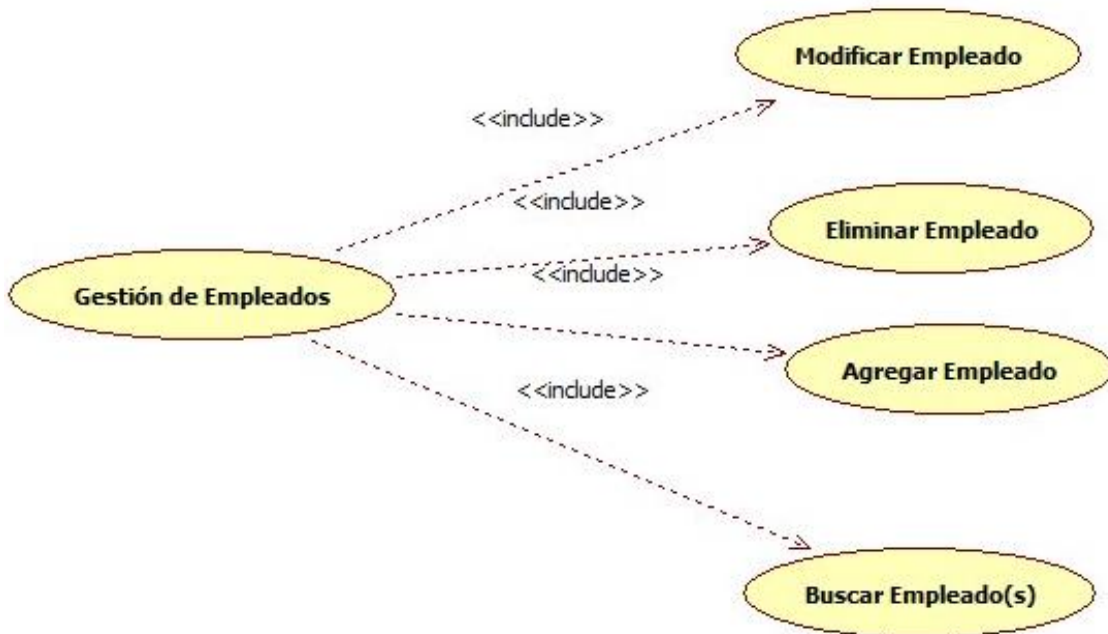 Modificar Empleado
<<include>>
<<include>>
Eliminar Empleado
<<include>>
Gestión de Empleados
Agregar Empleado
<<include>>
Buscar Empleado(s)